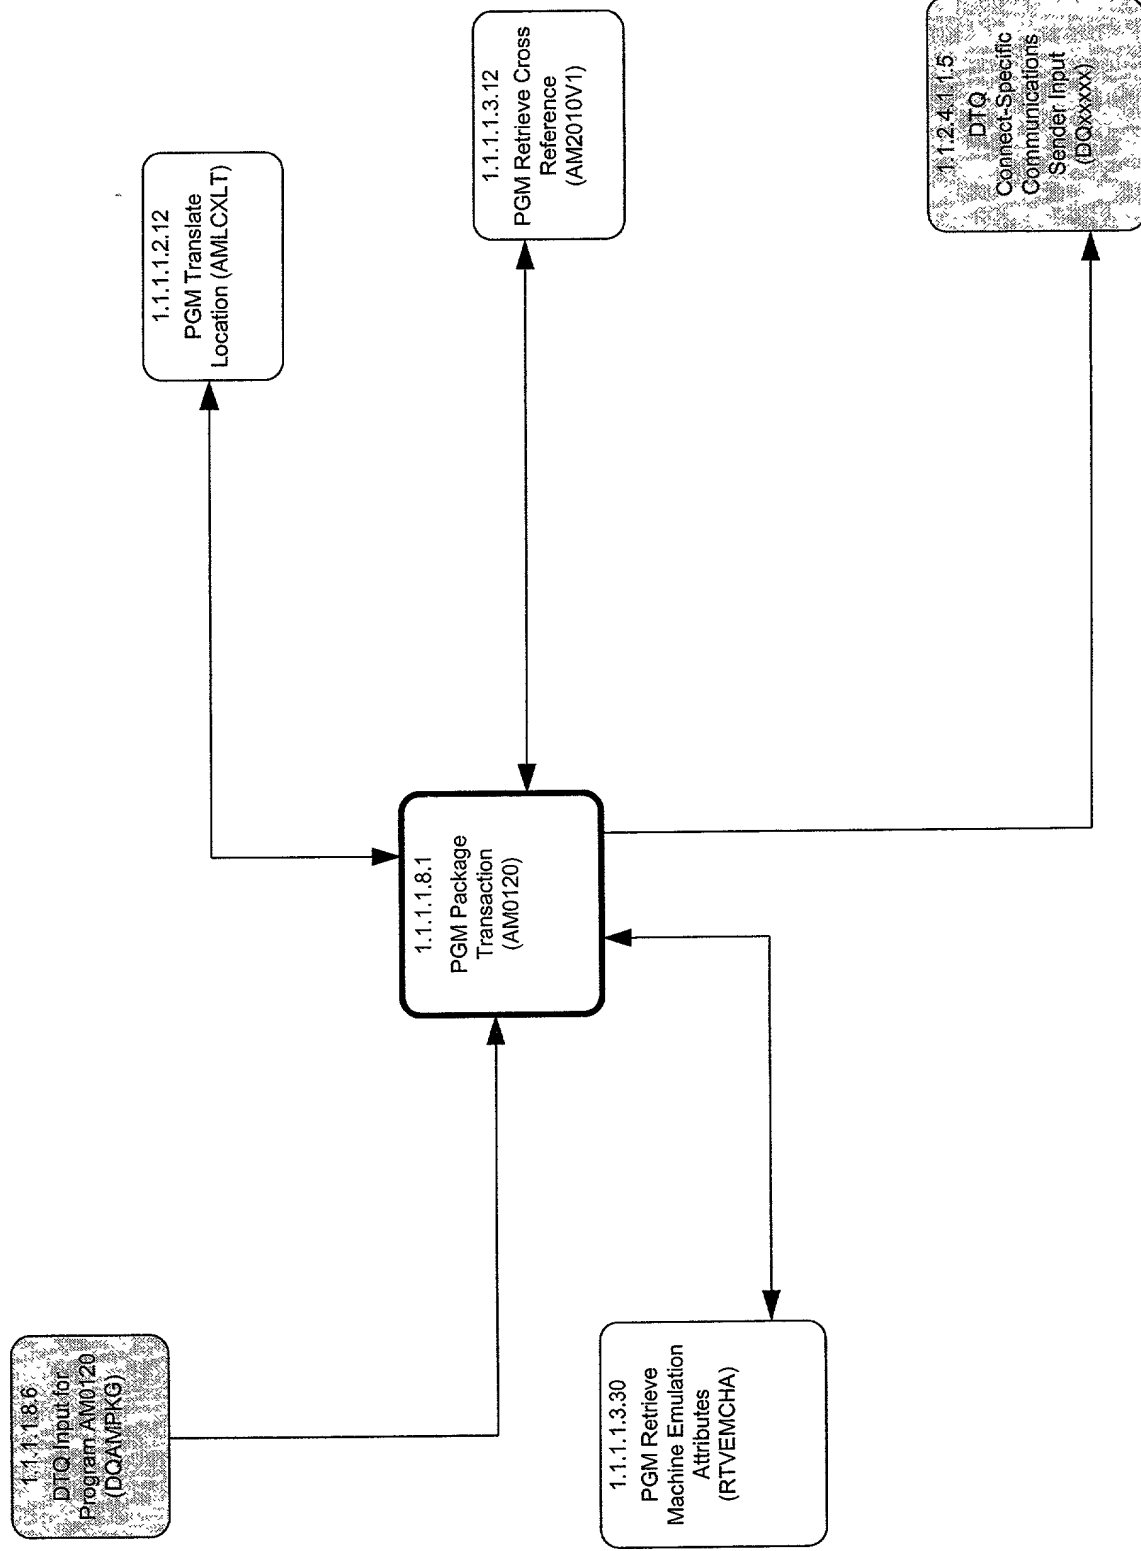 1.1.1.1.8.6
DTQ Input for
Program AM0120
(DQAMPKG)
1.1.1.1.2.12
PGM Translate
Location (AMLCXLT)
1.1.1.1.8.1
PGM Package
Transaction
(AM0120)
1.1.1.1.3.12
PGM Retrieve Cross
Reference
(AM2010V1)
1.1.1.1.3.30
PGM Retrieve
Machine Emulation
Attributes
(RTVEMCHA)
1.1.2.4.1.1.5
DTQ
Connect-Specific
Communications
Sender Input
(DQxxxxx)